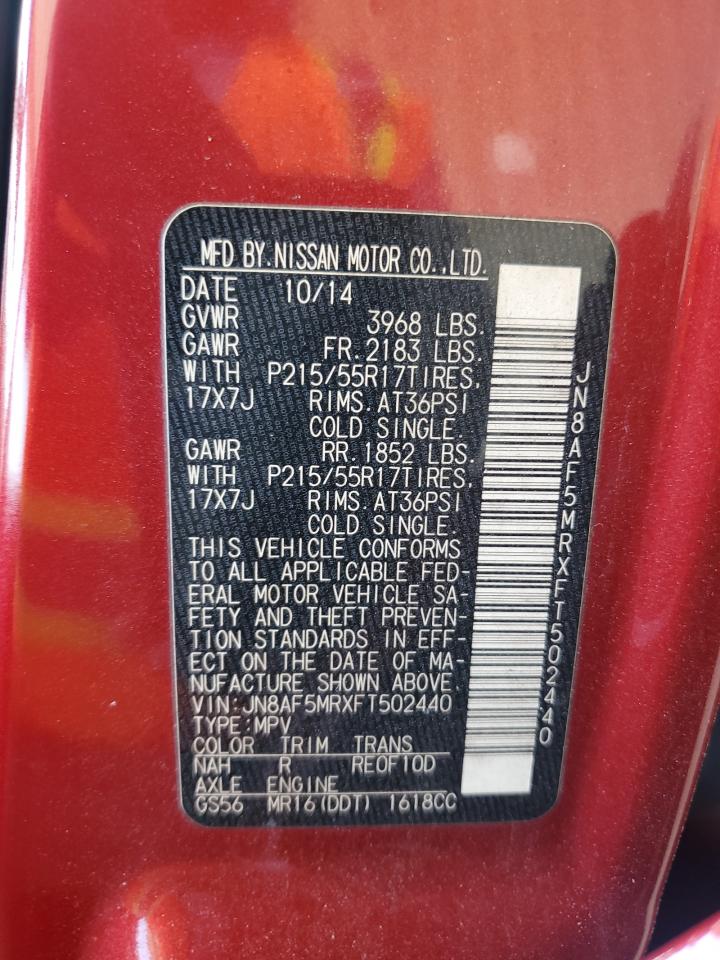 MFD BY.NISSAN MOTOR CO.,LTD.
DATE 10/14
GVWR 3968 LBS.
GAWR FR.2183 LBS.
WITH P215/55R17TIRES,
17X7J RIMS.AT36PSI
COLD SINGLE.
GAWR RR.1852 LBS.
WITH P215/55R17TIRES,
17X7J RIMS.AT36PSI
COLD SINGLE.
THIS VEHICLE CONFORMS
TO ALL APPLICABLE FED-
ERAL MOTOR VEHICLE SA-
FETY AND THEFT PREVEN-
TION STANDARDS IN EFF-
ECT ON THE DATE OF MA-
NUFACTURE SHOWN ABOVE.
VIN:JN8AF5MRXFT502440
TYPE:MPV
COLOR TRIM TRANS
NAH R RE0F10D
AXLE ENGINE
GS56 MR16(DDT) 1618CC
JN8AF5MRXFT502440